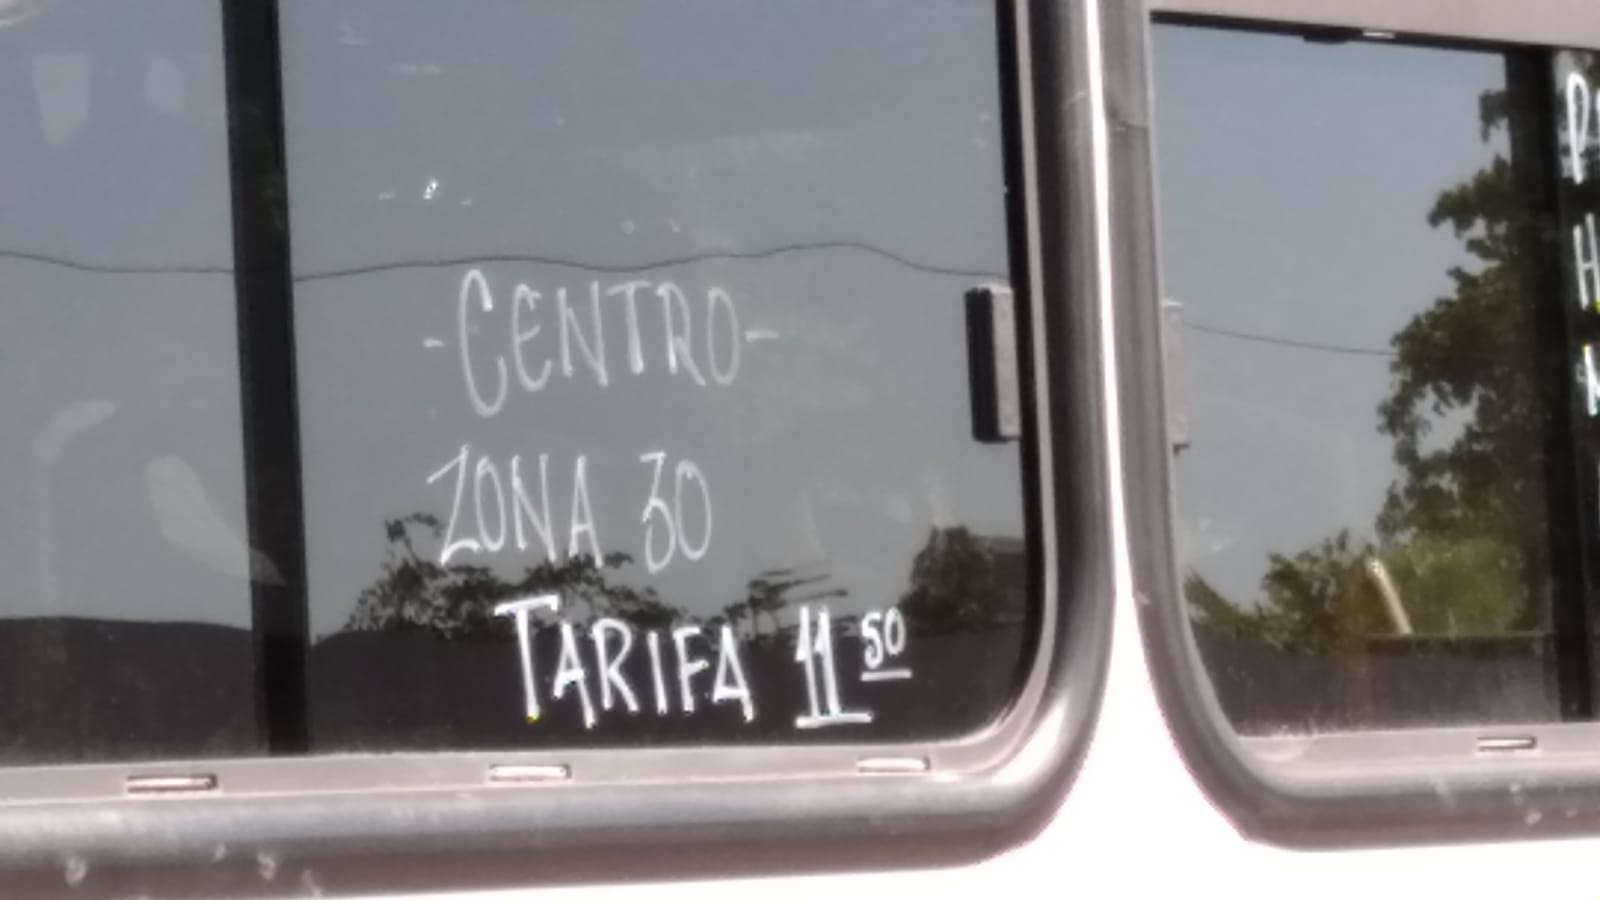 -CENTRO-
ZONA 30
TARIFA 11 50